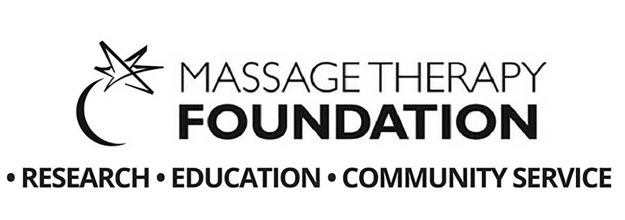 MASSAGE THERAPY
FOUNDATION
• RESEARCH • EDUCATION • COMMUNITY SERVICE